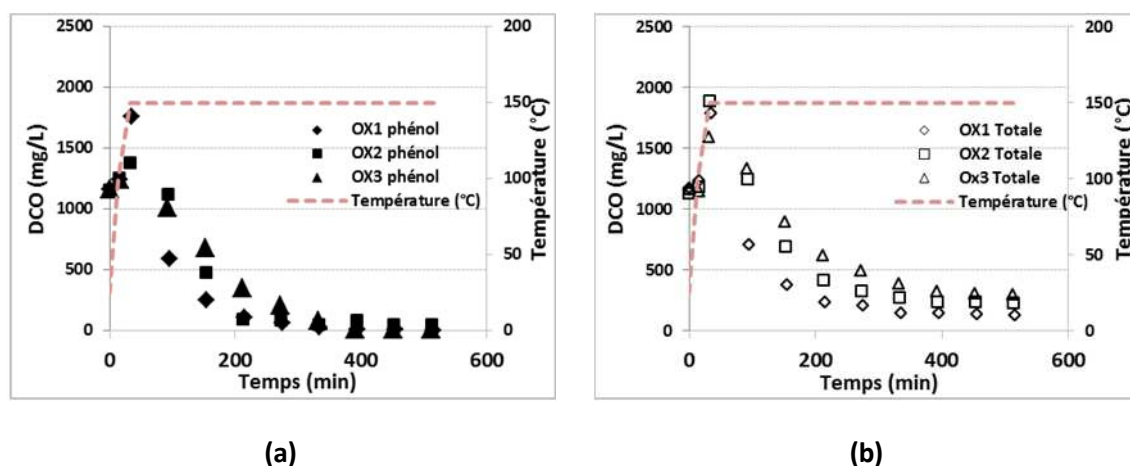 2500
2000
1500
1000
500
0
DCO (mg/L)
200
150
100
50
0
Température (°C)
OX1 phénol
OX2 phénol
OX3 phénol
Température (°C)
0
200
400
600
Temps (min)
(a)
2500
2000
1500
1000
500
0
DCO (mg/L)
200
150
100
50
0
Température (°C)
OX1 Totale
OX2 Totale
Ox3 Totale
Température (°C)
0
200
400
600
Temps (min)
(b)